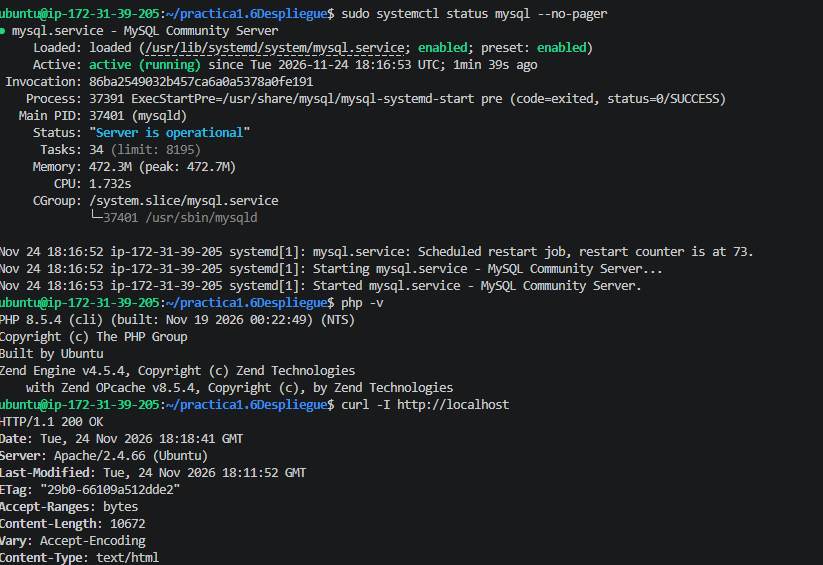 ubuntu@ip-172-31-39-205:~/practica1.6Despliegue$ sudo systemctl status mysql --no-pager
● mysql.service - MySQL Community Server
     Loaded: loaded (/usr/lib/systemd/system/mysql.service; enabled; preset: enabled)
     Active: active (running) since Tue 2026-11-24 18:16:53 UTC; 1min 39s ago
 Invocation: 86ba2549032b457ca6a0a5378a0fe191
    Process: 37391 ExecStartPre=/usr/share/mysql/mysql-systemd-start pre (code=exited, status=0/SUCCESS)
   Main PID: 37401 (mysqld)
     Status: "Server is operational"
      Tasks: 34 (limit: 8195)
     Memory: 472.3M (peak: 472.7M)
        CPU: 1.732s
     CGroup: /system.slice/mysql.service
             └─37401 /usr/sbin/mysqld
Nov 24 18:16:52 ip-172-31-39-205 systemd[1]: mysql.service: Scheduled restart job, restart counter is at 73.
Nov 24 18:16:52 ip-172-31-39-205 systemd[1]: Starting mysql.service - MySQL Community Server...
Nov 24 18:16:53 ip-172-31-39-205 systemd[1]: Started mysql.service - MySQL Community Server.
ubuntu@ip-172-31-39-205:~/practica1.6Despliegue$ php -v
PHP 8.5.4 (cli) (built: Nov 19 2026 00:22:49) (NTS)
Copyright (c) The PHP Group
Built by Ubuntu
Zend Engine v4.5.4, Copyright (c) Zend Technologies
    with Zend OPcache v8.5.4, Copyright (c), by Zend Technologies
ubuntu@ip-172-31-39-205:~/practica1.6Despliegue$ curl -I http://localhost
HTTP/1.1 200 OK
Date: Tue, 24 Nov 2026 18:18:41 GMT
Server: Apache/2.4.66 (Ubuntu)
Last-Modified: Tue, 24 Nov 2026 18:11:52 GMT
ETag: "29b0-66109a512dde2"
Accept-Ranges: bytes
Content-Length: 10672
Vary: Accept-Encoding
Content-Type: text/html